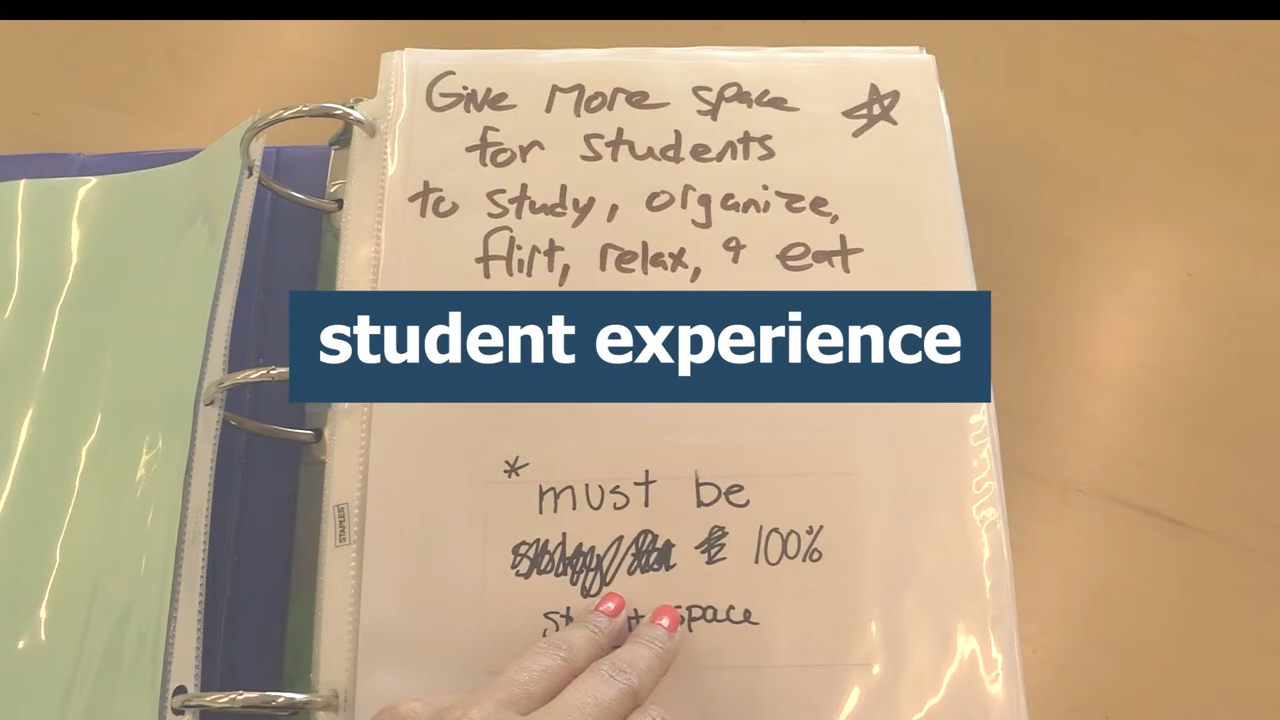 Give More space
for students
to study, organize,
flirt, relax, & eat
student experience
* must be
100%
space
STAPLES